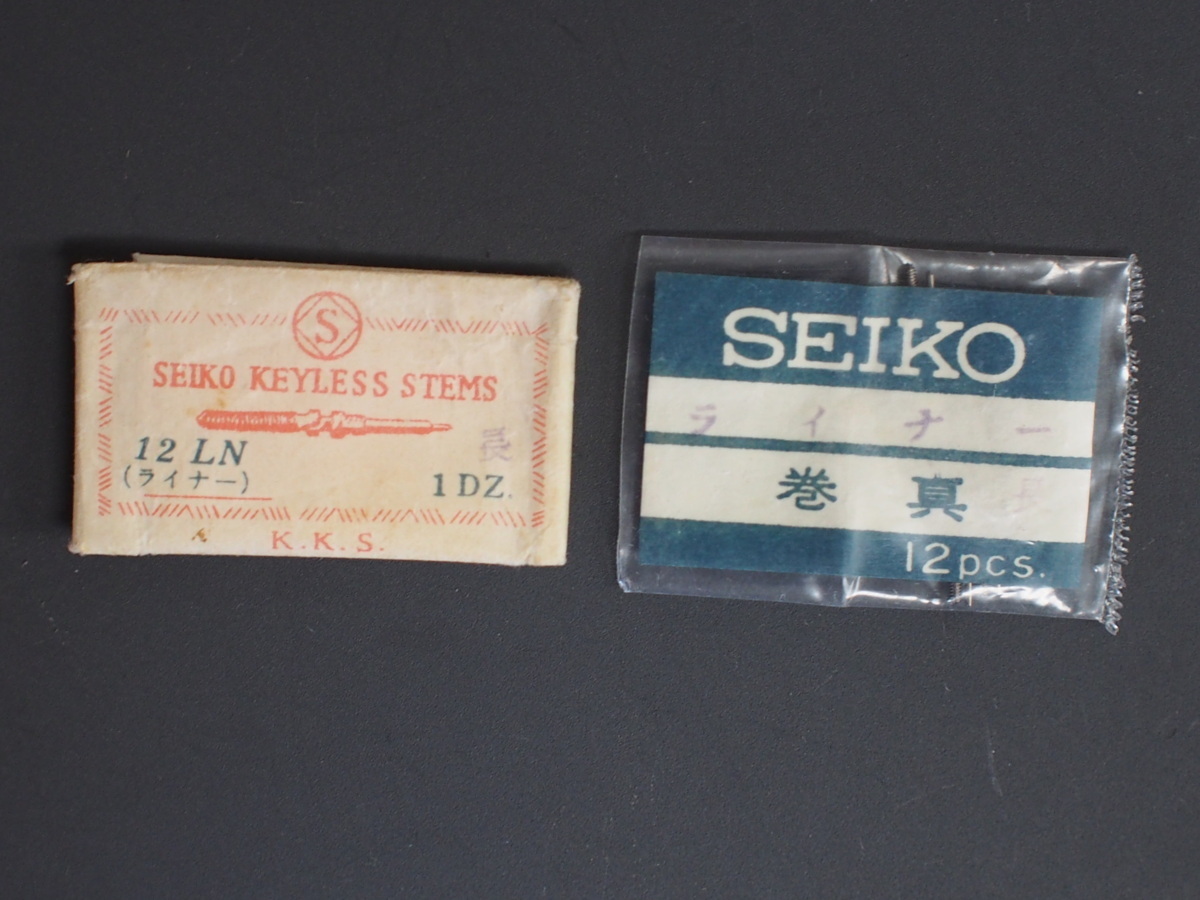 S
SEIKO KEYLESS STEMS
長
12 LN
(ライナー)
1 DZ.
K.K.S.
SEIKO
ライナー
巻真
12pcs.